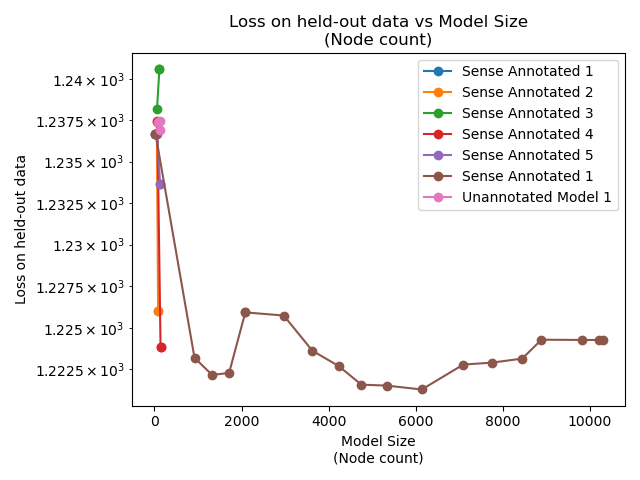 Loss on held-out data vs Model Size
(Node count)
1.24 × 10³
1.2375 × 10³
1.235 × 10³
1.2325 × 10³
1.23 × 10³
1.2275 × 10³
1.225 × 10³
1.2225 × 10³
Loss on held-out data
Sense Annotated 1
Sense Annotated 2
Sense Annotated 3
Sense Annotated 4
Sense Annotated 5
Sense Annotated 1
Unannotated Model 1
0 2000 4000 6000 8000 10000
Model Size
(Node count)